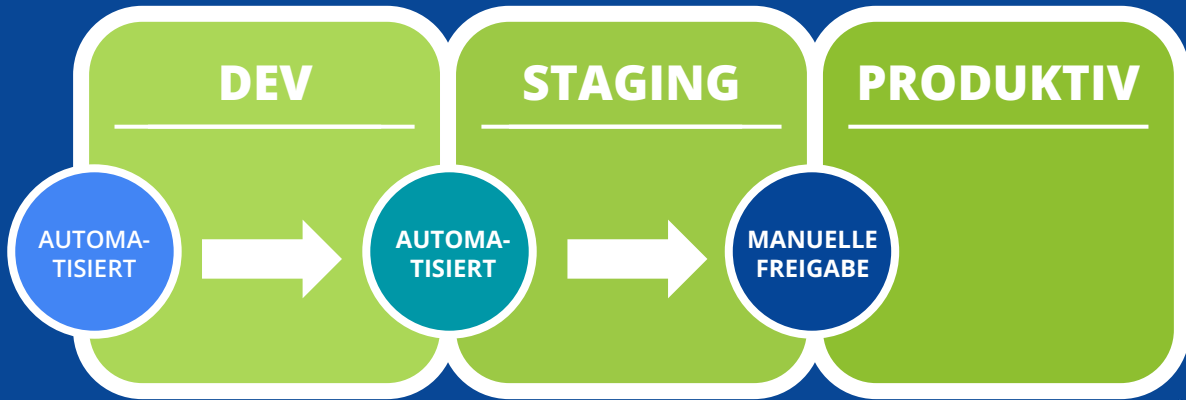 DEV
STAGING
PRODUKTIV
AUTOMA-
TISIERT
AUTOMA-
TISIERT
MANUELLE
FREIGABE